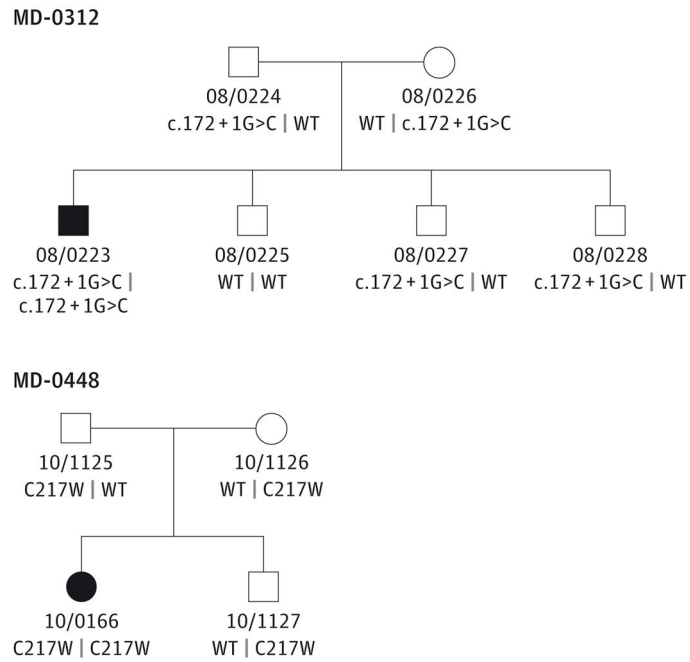 MD-0312
08/0224 08/0226
c.172 + 1G>C | WT WT | c.172 + 1G>C
08/0223 08/0225 08/0227 08/0228
c.172 + 1G>C | WT | WT c.172 + 1G>C | WT c.172 + 1G>C | WT
c.172 + 1G>C
MD-0448
10/1125 10/1126
C217W | WT WT | C217W
10/0166 10/1127
C217W | C217W WT | C217W